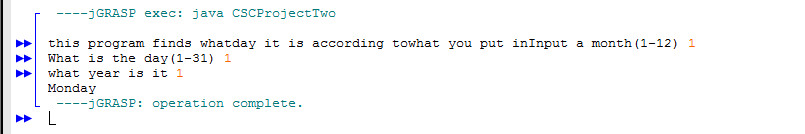 ----jGRASP exec: java CSCProjectTwo
this program finds whatday it is according towhat you put inInput a month(1-12) 1
What is the day(1-31) 1
what year is it 1
Monday
----jGRASP: operation complete.